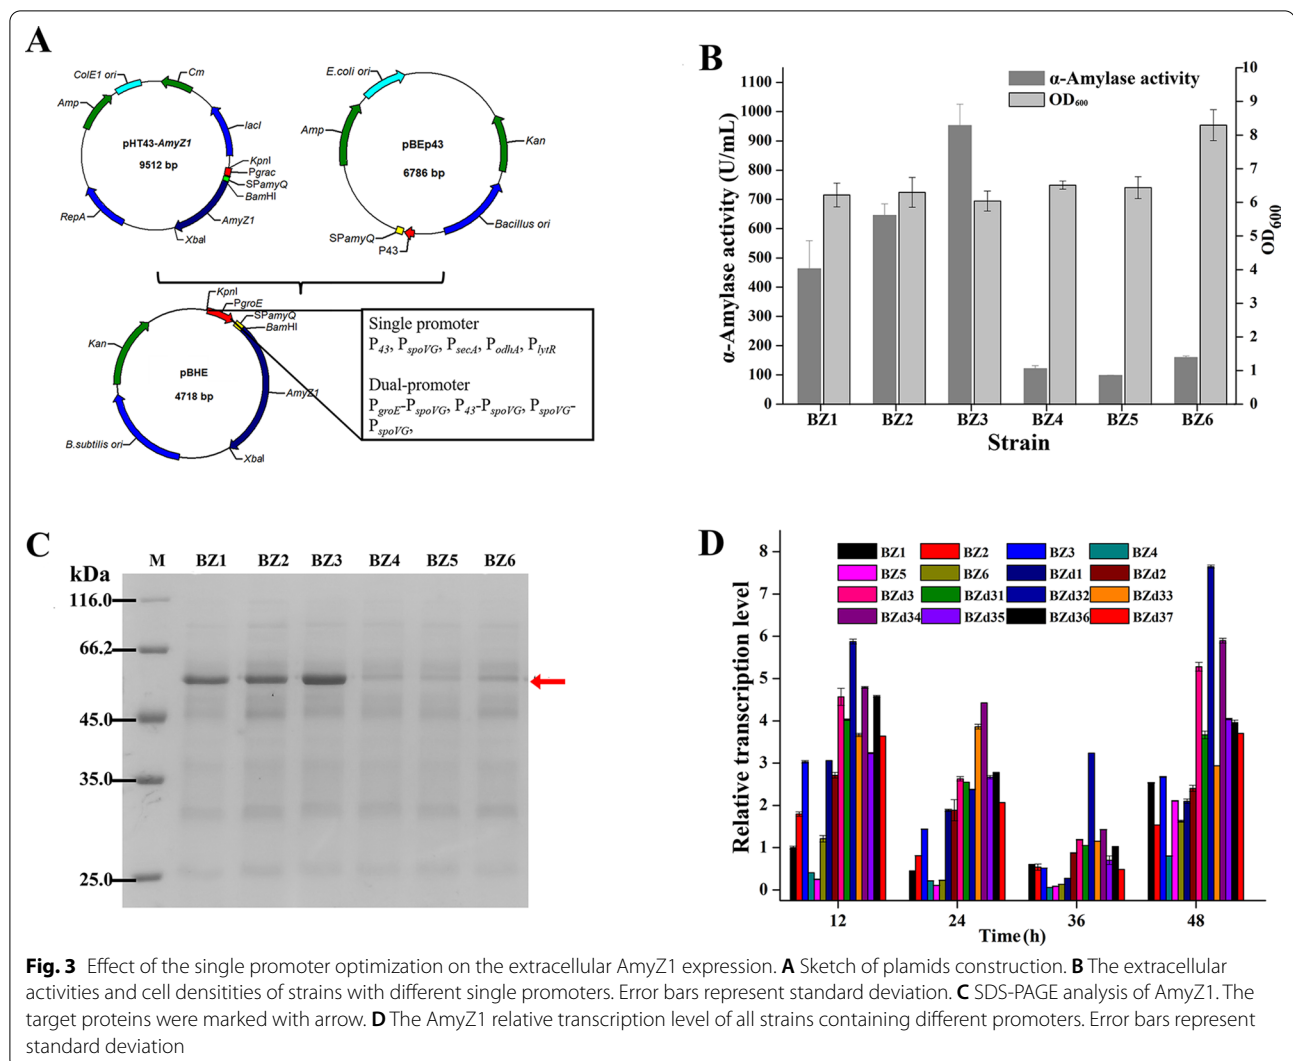 A
ColE1 ori
Cm
Amp
lacI
pHT43-AmyZ1
9512 bp
KpnI
Pgrac
SPamyQ
BamHI
AmyZ1
RepA
XbaI
E.coli ori
Amp
pBEp43
Kan
6786 bp
SPamyQ
P43
Bacillus ori
KpnI
PgroE
SPamyQ
BamHI
Kan
pBHE
4718 bp
AmyZ1
B.subtilis ori
XbaI
Single promoter
P43, PspoVG, PsecA, PodhA, PlytR
Dual-promoter
PgroE-PspoVG, P43-PspoVG, PspoVG-
PspoVG,
B
α-Amylase activity
OD600
α-Amylase activity (U/mL)
1100
1000
900
800
700
600
500
400
300
200
100
0
10
9
8
7
6
5
4
3
2
1
0
OD600
BZ1 BZ2 BZ3 BZ4 BZ5 BZ6
Strain
C
M BZ1 BZ2 BZ3 BZ4 BZ5 BZ6
kDa
116.0
66.2
45.0
35.0
25.0
D
BZ1 BZ2 BZ3 BZ4
BZ5 BZ6 BZd1 BZd2
BZd3 BZd31 BZd32 BZd33
BZd34 BZd35 BZd36 BZd37
Relative transcription level
8
7
6
5
4
3
2
1
0
12 24 36 48
Time (h)
Fig. 3 Effect of the single promoter optimization on the extracellular AmyZ1 expression. A Sketch of plamids construction. B The extracellular
activities and cell densitities of strains with different single promoters. Error bars represent standard deviation. C SDS-PAGE analysis of AmyZ1. The
target proteins were marked with arrow. D The AmyZ1 relative transcription level of all strains containing different promoters. Error bars represent
standard deviation